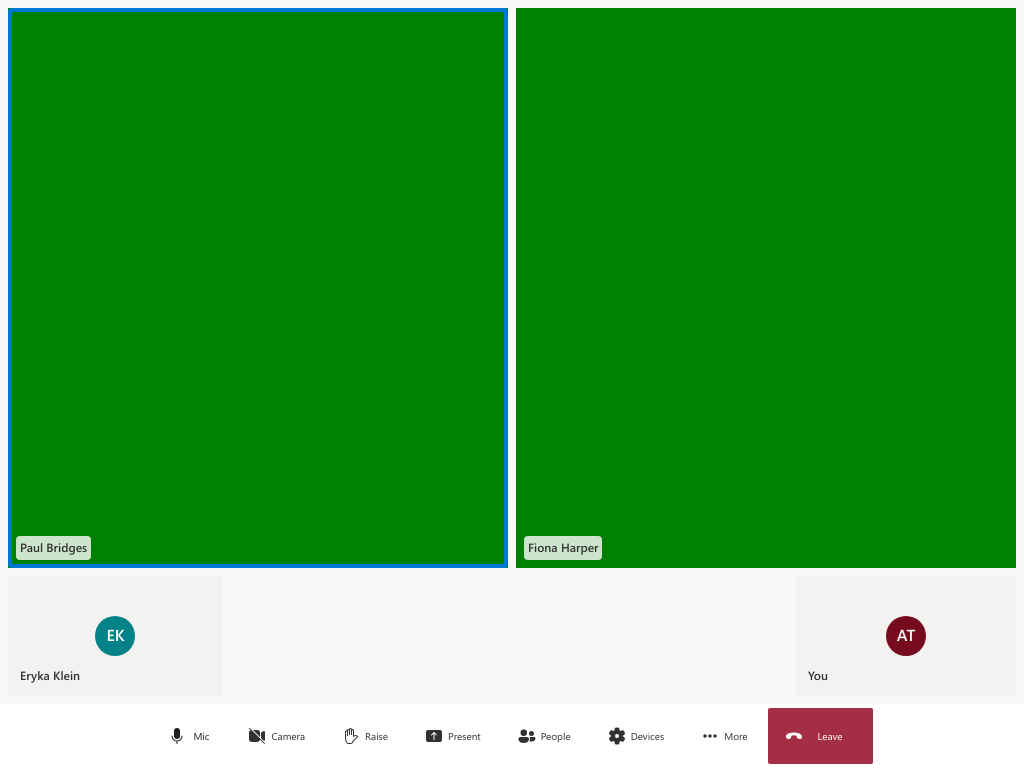 Paul Bridges
Fiona Harper
EK
Eryka Klein
AT
You
Mic
Camera
Raise
Present
People
Devices
More
Leave